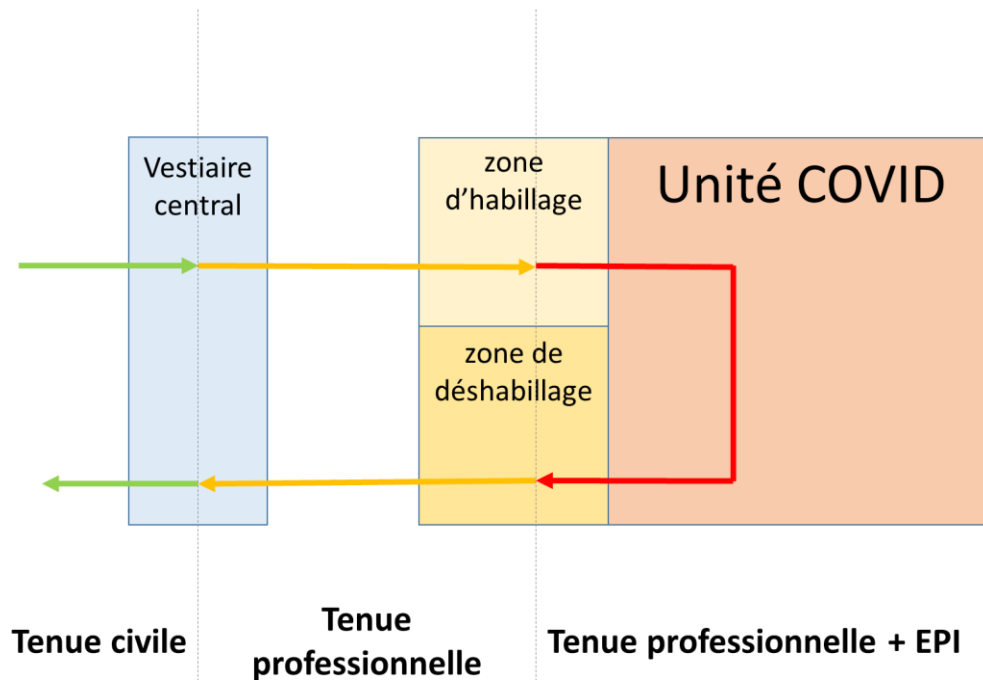 Vestiaire
central
zone
d’habillage
Unité COVID
zone de
déshabillage
Tenue civile
Tenue
professionnelle
Tenue professionnelle + EPI